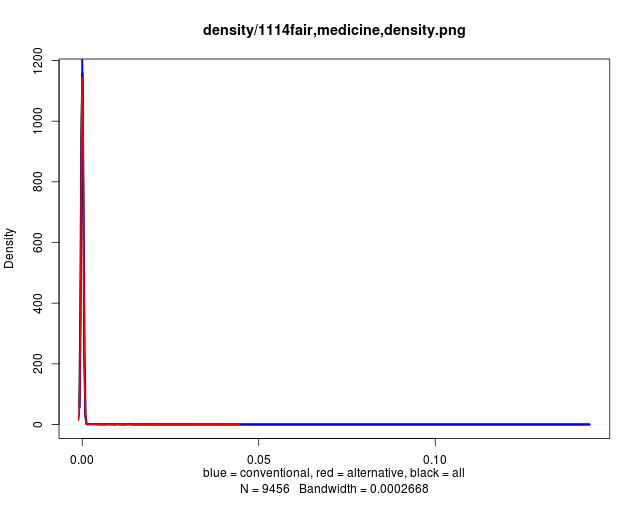 density/1114fair,medicine,density.png
Density
1200
1000
800
600
400
200
0
0.00 0.05 0.10
blue = conventional, red = alternative, black = all
N = 9456 Bandwidth = 0.0002668